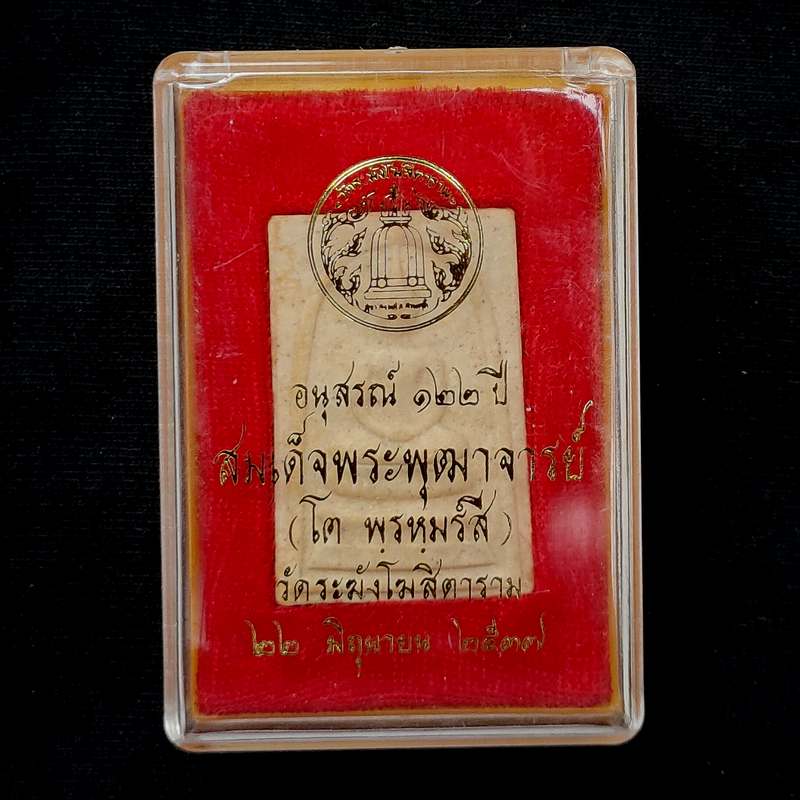 อนุสรณ์ ๑๒๒ ปี
สมเด็จพระพุฒาจารย์
(โต พฺรหฺมรํสี)
วัดระฆังโฆสิตาราม
๒๒ มิถุนายน ๒๕๓๗